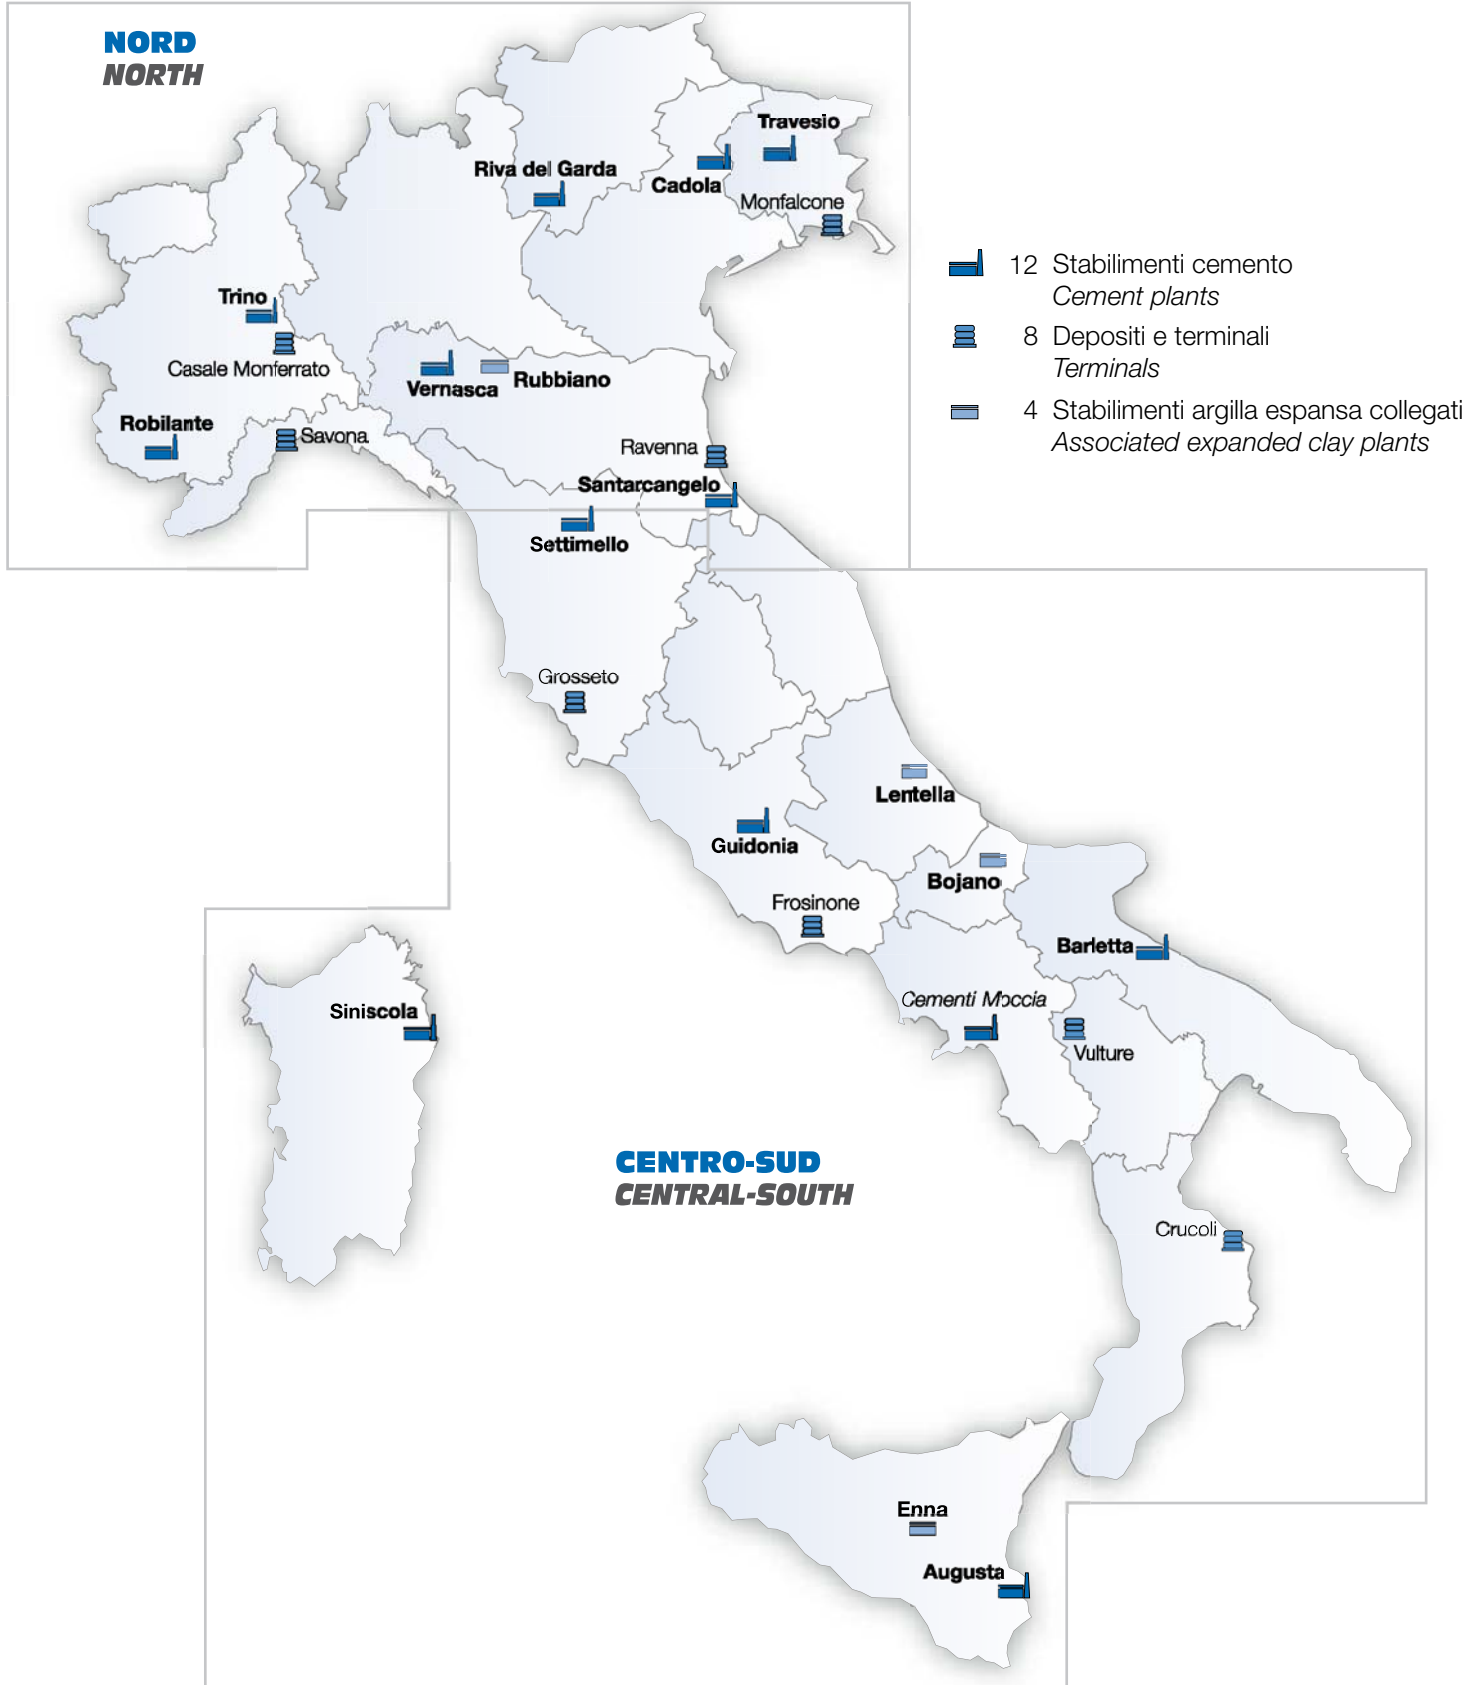 NORD
NORTH
Travesio
Riva del Garda
Cadola
Monfalcone
12 Stabilimenti cemento
Cement plants
8 Depositi e terminali
Terminals
4 Stabilimenti argilla espansa collegati
Associated expanded clay plants
Trino
Casale Monferrato
Vernasca
Rubbiano
Robilante
Savona
Ravenna
Santarcangelo
Settimello
Grosseto
Lentella
Guidonia
Bojano
Frosinone
Barletta
Cementi Moccia
Siniscola
Vulture
CENTRO-SUD
CENTRAL-SOUTH
Crucoli
Enna
Augusta